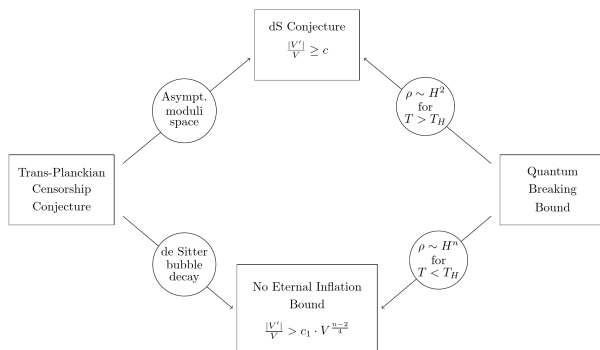 dS Conjecture
|V′|/V ≥ c
Asympt.
moduli
space
ρ ∼ H²
for
T > T_H
Trans-Planckian
Censorship
Conjecture
Quantum
Breaking
Bound
de Sitter
bubble
decay
ρ ∼ Hⁿ
for
T < T_H
No Eternal Inflation
Bound
|V′|/V > c₁ · V^((n−2)/4)